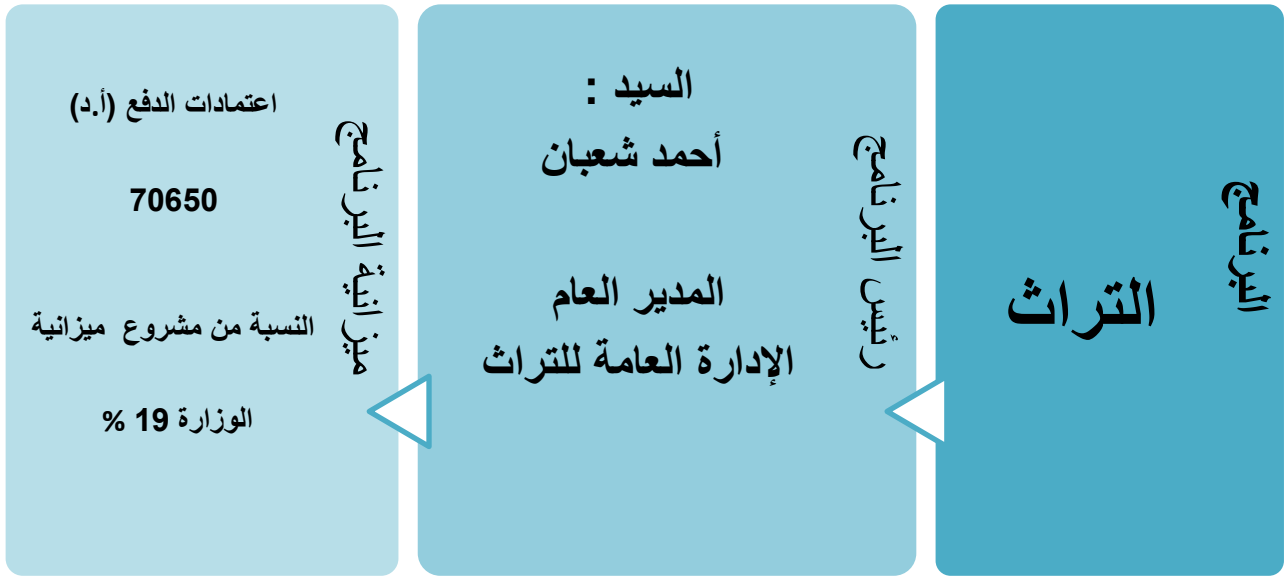 البرنامج
التراث
رئيس البرنامج
السيد :
أحمد شعبان
المدير العام
الإدارة العامة للتراث
ميزانية البرنامج
اعتمادات الدفع (أ.د)
70650
النسبة من مشروع ميزانية
الوزارة 19 %